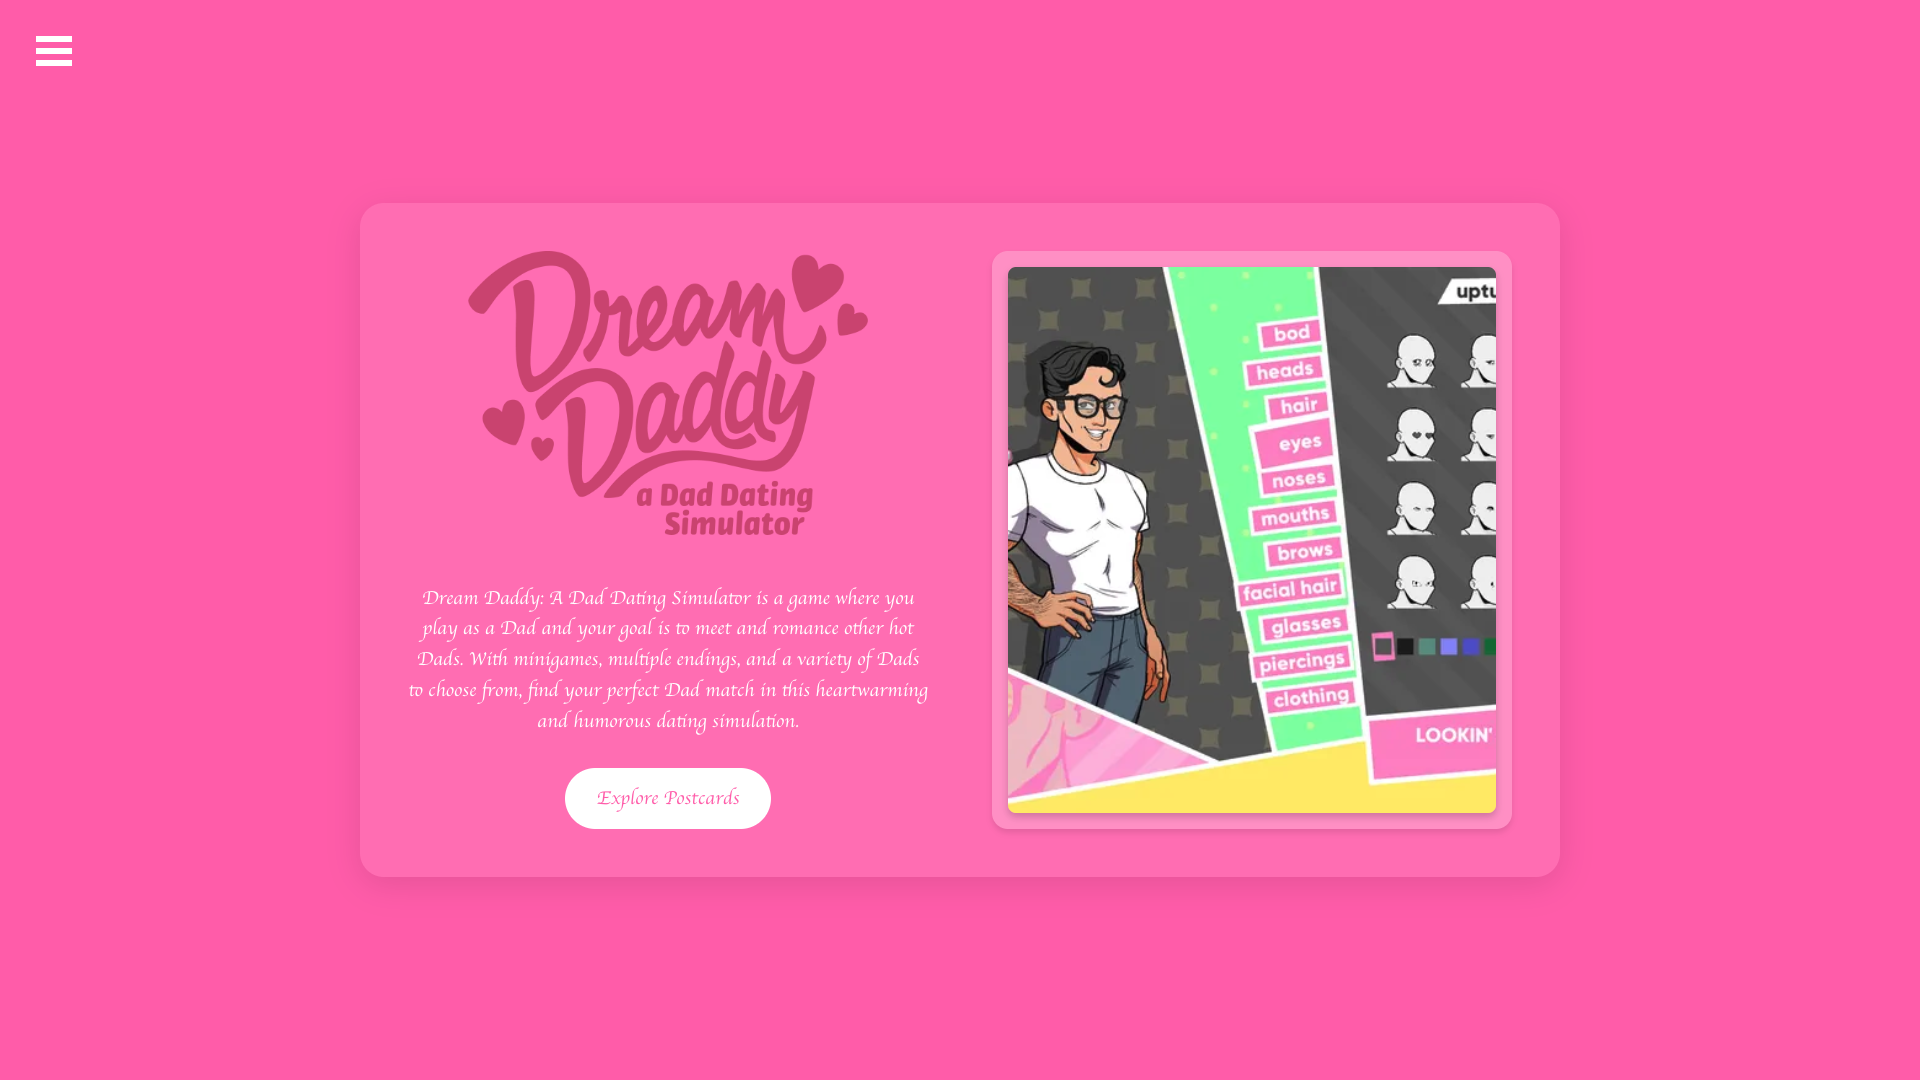 Dream
Daddy
a Dad Dating
Simulator
Dream Daddy: A Dad Dating Simulator is a game where you
play as a Dad and your goal is to meet and romance other hot
Dads. With minigames, multiple endings, and a variety of Dads
to choose from, find your perfect Dad match in this heartwarming
and humorous dating simulation.
Explore Postcards
uptu
bod
heads
hair
eyes
noses
mouths
brows
facial hair
glasses
piercings
clothing
LOOKIN'